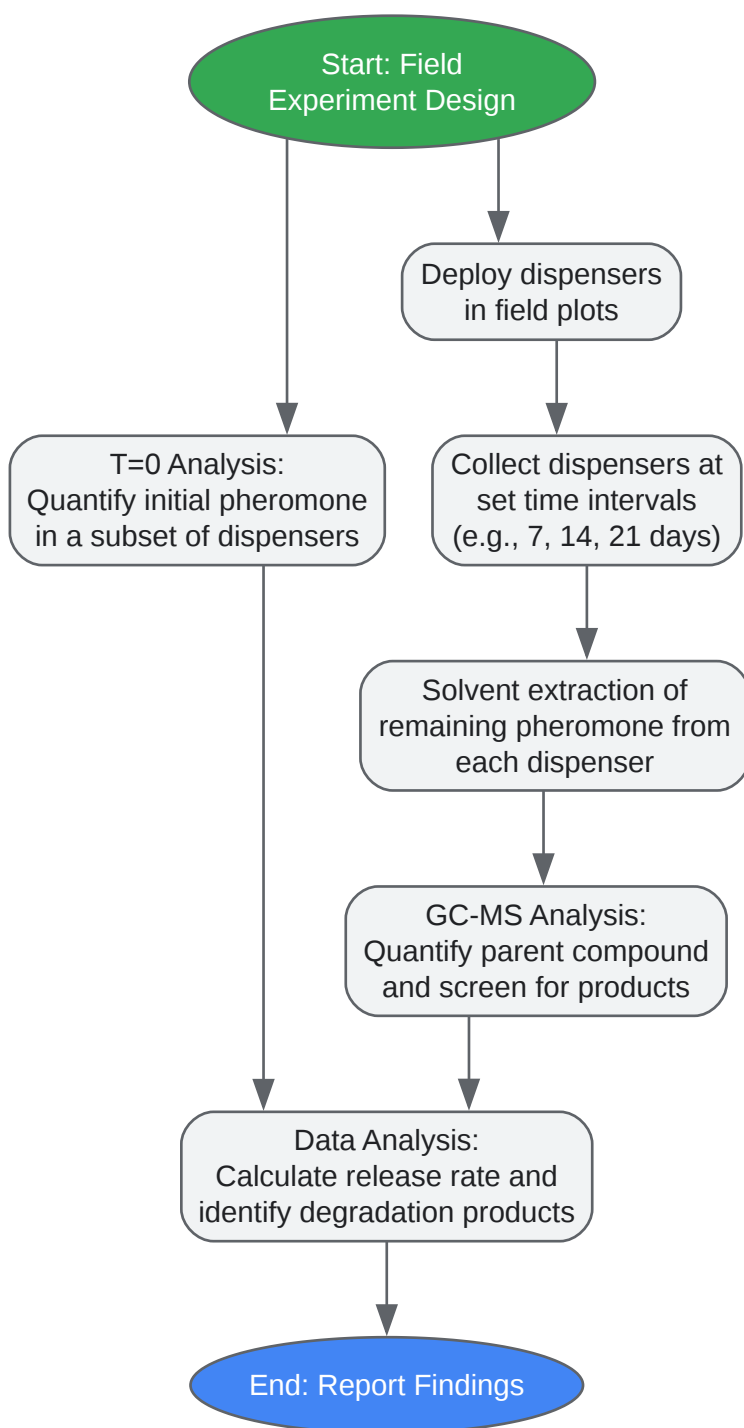 Start: Field
Experiment Design
Deploy dispensers
in field plots
T=0 Analysis:
Quantify initial pheromone
in a subset of dispensers
Collect dispensers at
set time intervals
(e.g., 7, 14, 21 days)
Solvent extraction of
remaining pheromone from
each dispenser
GC-MS Analysis:
Quantify parent compound
and screen for products
Data Analysis:
Calculate release rate and
identify degradation products
End: Report Findings